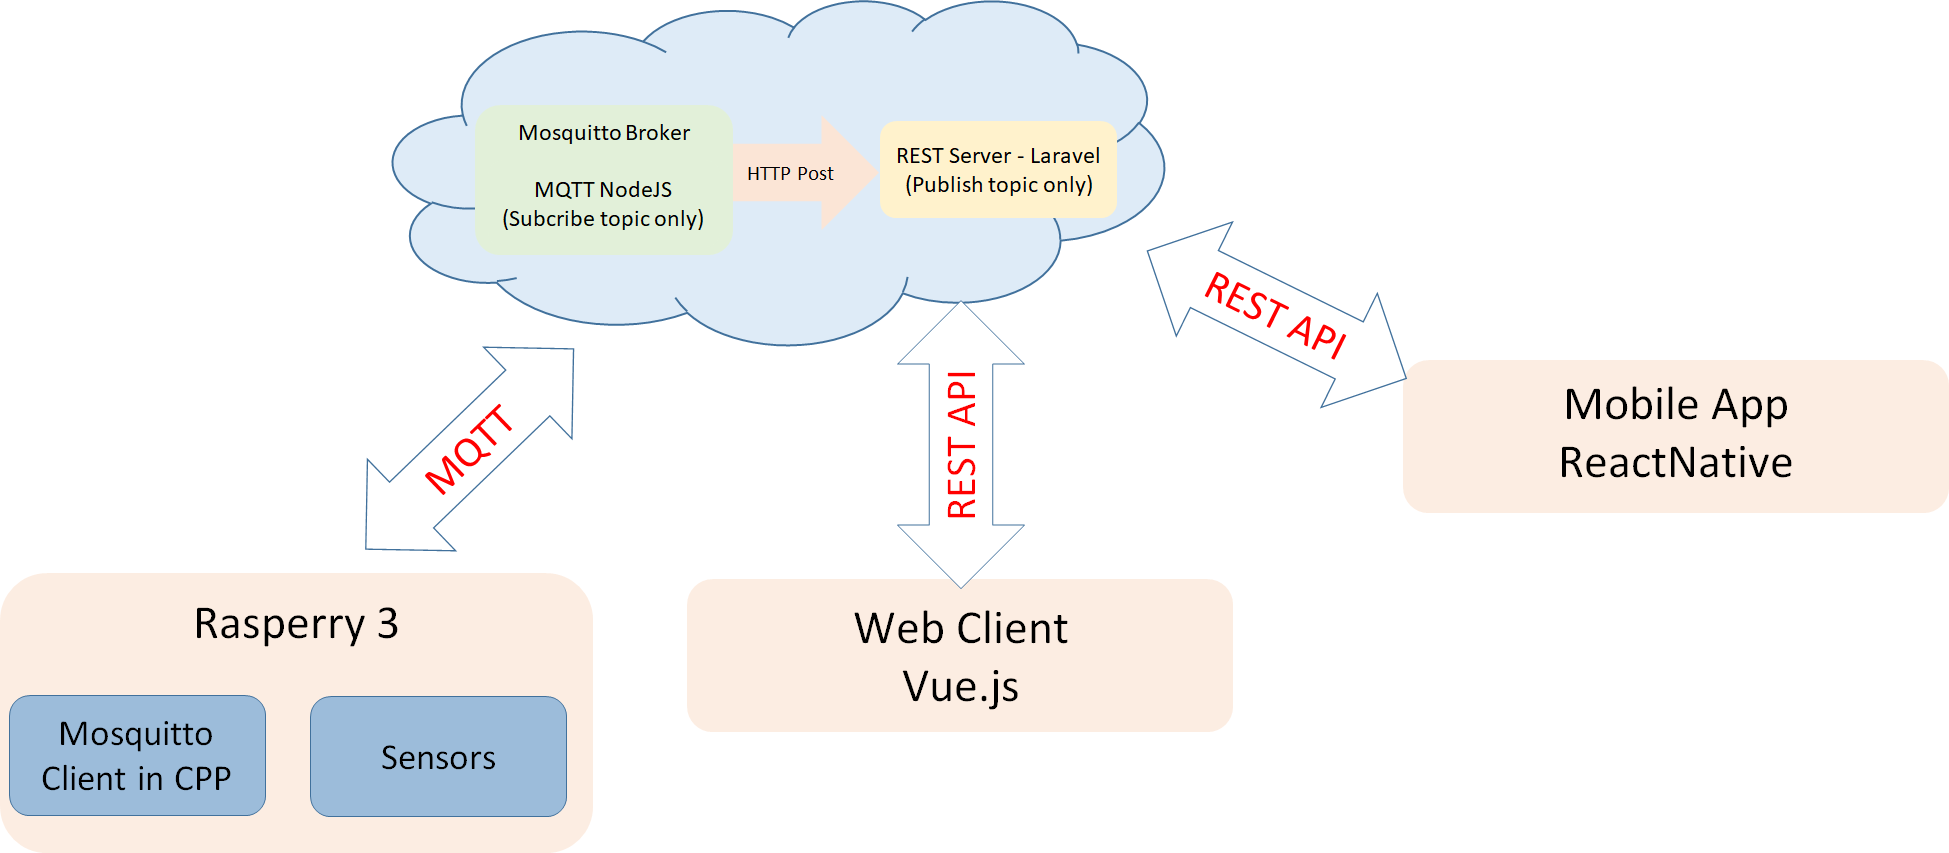 Mosquitto Broker
MQTT NodeJS
(Subcribe topic only)
HTTP Post
REST Server - Laravel
(Publish topic only)
MQTT
REST API
REST API
Mobile App
ReactNative
Rasperry 3
Mosquitto
Client in CPP
Sensors
Web Client
Vue.js